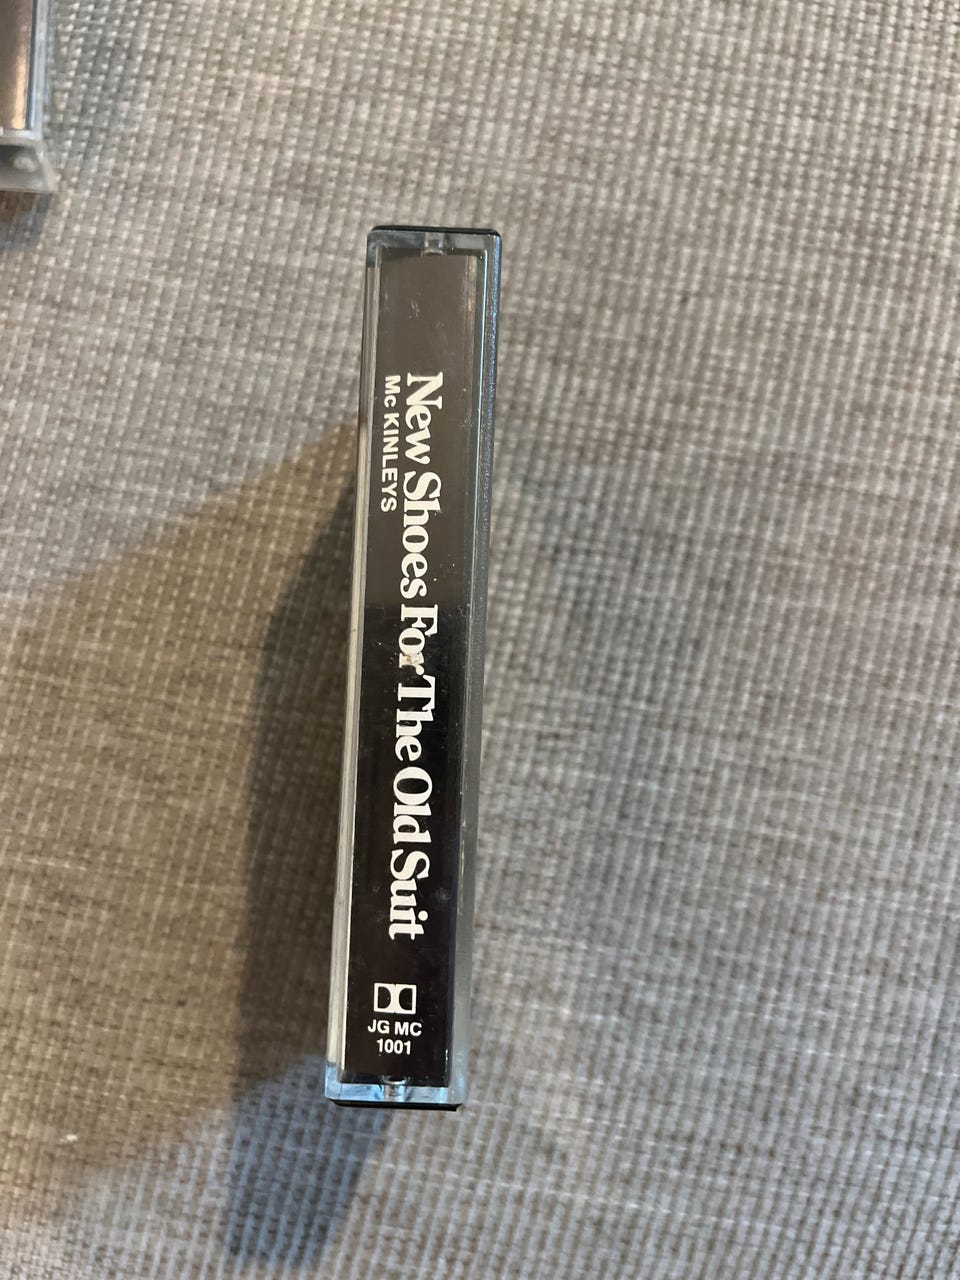 New Shoes For The Old Suit
Mc KINLEYS
JG MC
1001